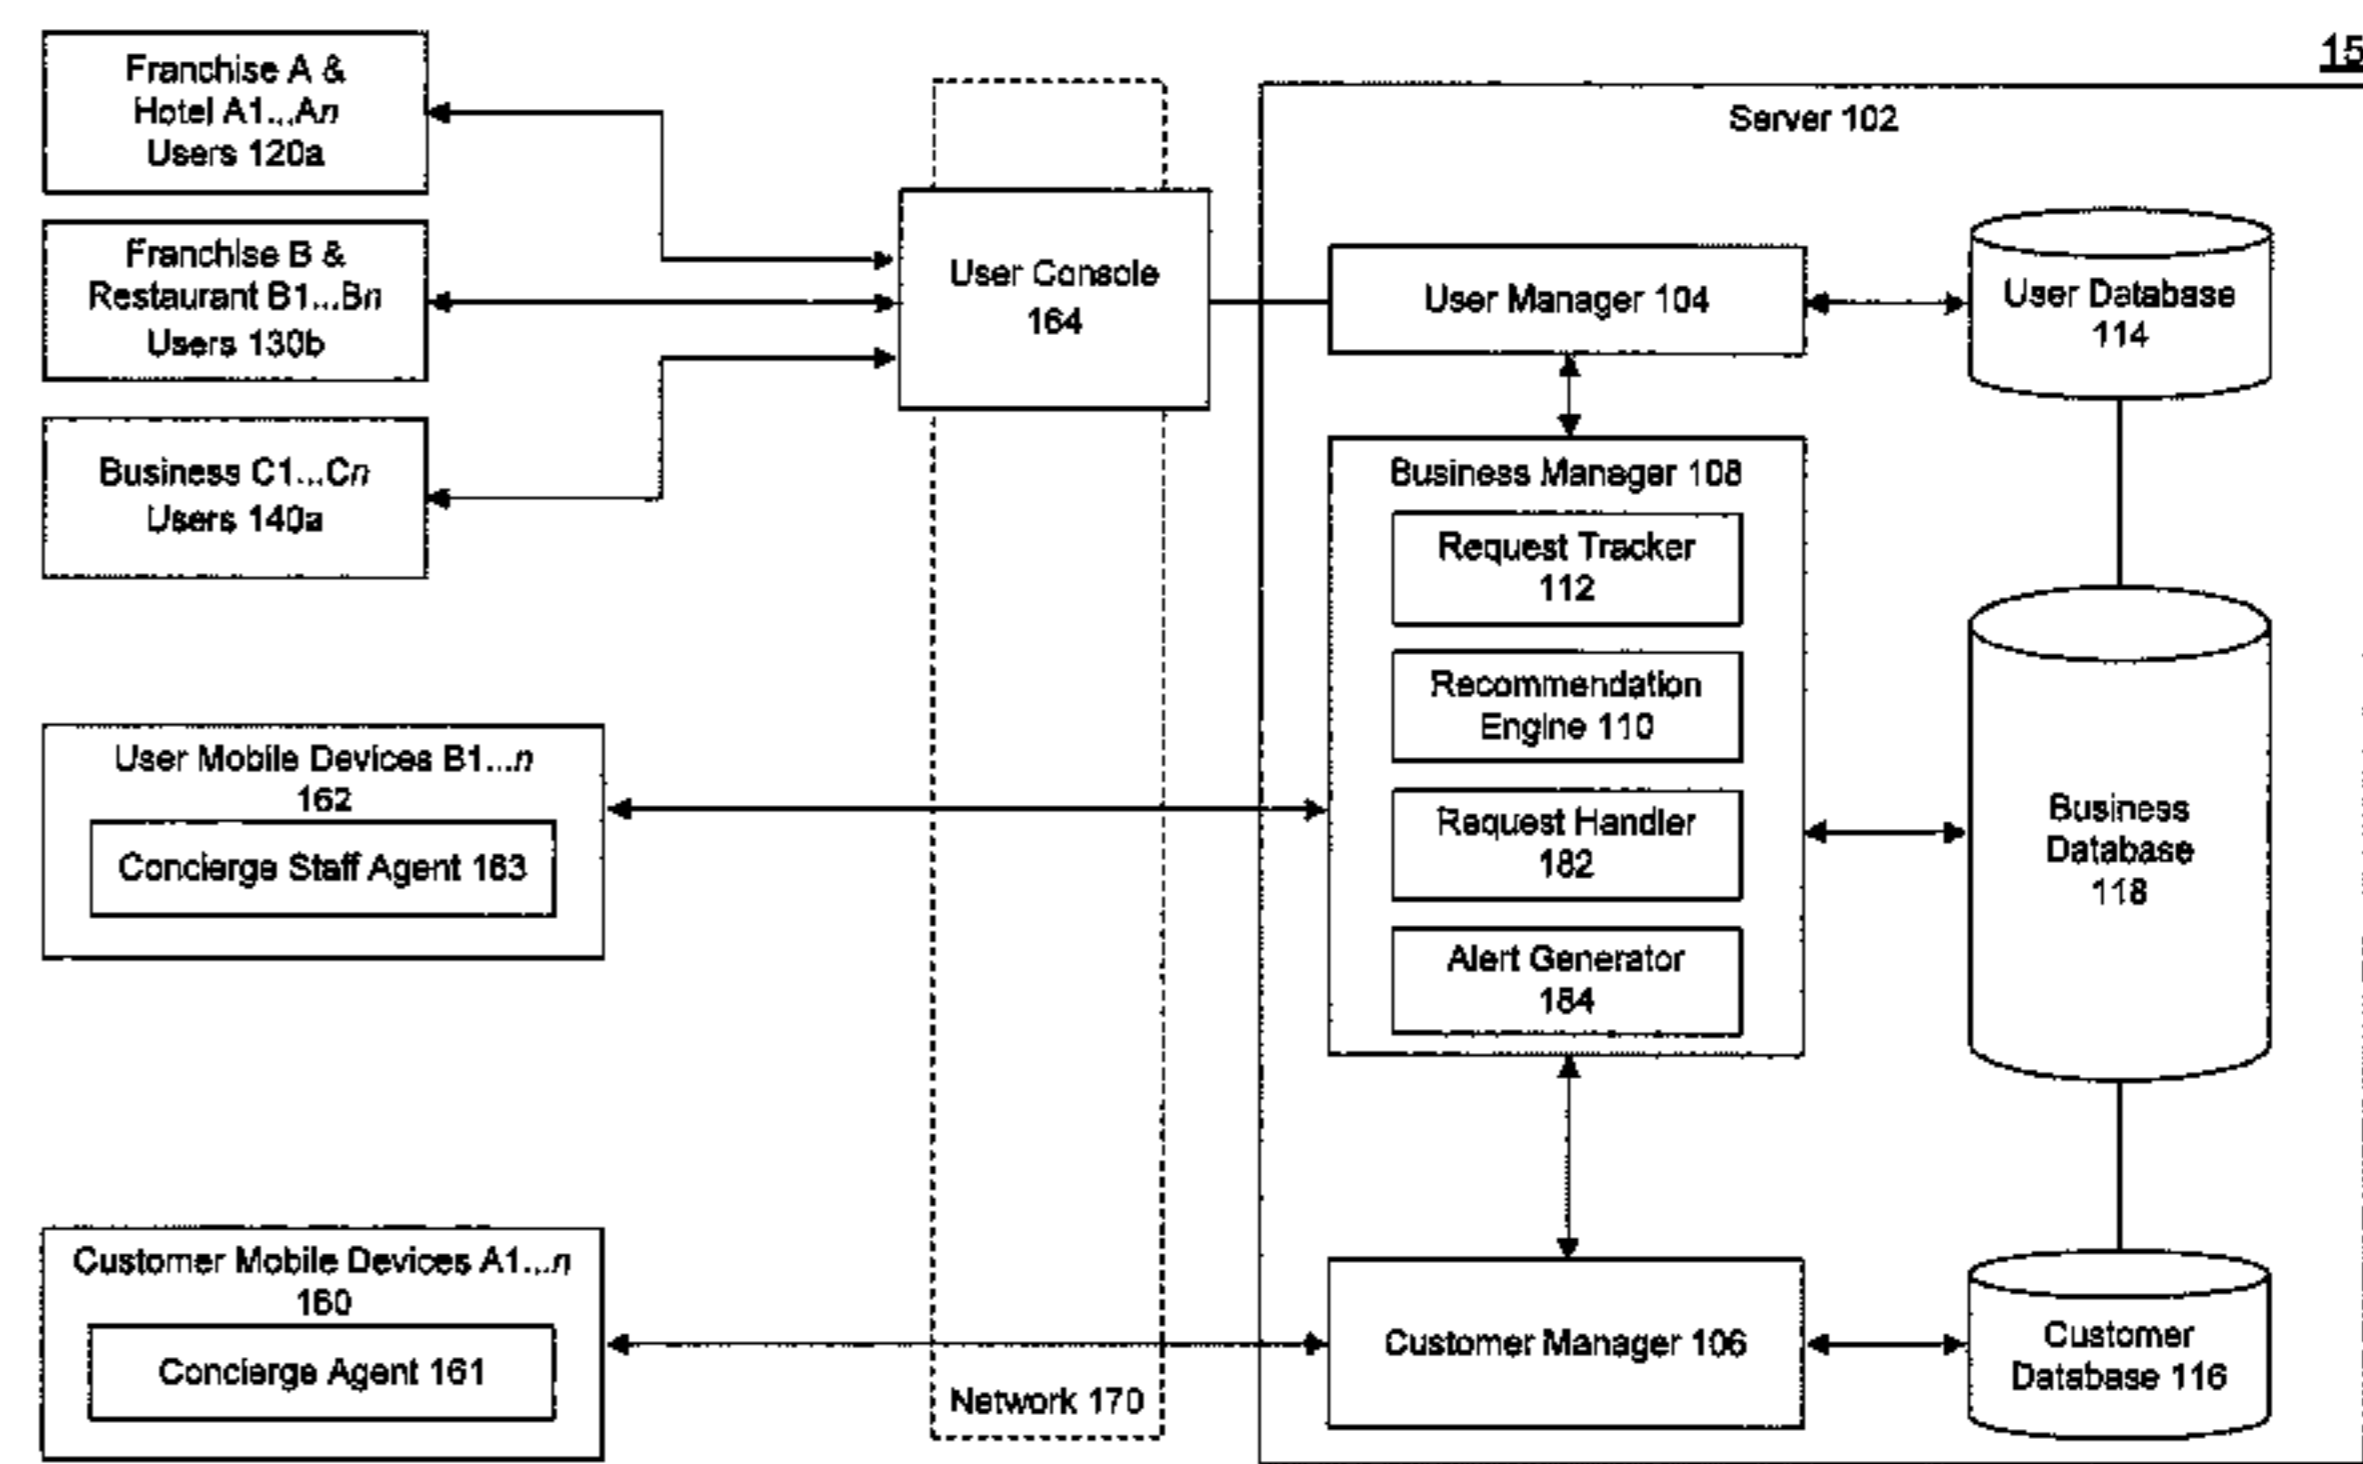 15
Franchise A &
Hotel A1...An
Users 120a
Franchise B &
Restaurant B1...Bn
Users 130b
Business C1...Cn
Users 140a
User Mobile Devices B1...n
162
Concierge Staff Agent 163
Customer Mobile Devices A1...n
160
Concierge Agent 161
User Console
164
Network 170
Server 102
User Manager 104
Business Manager 108
Request Tracker
112
Recommendation
Engine 110
Request Handler
182
Alert Generator
184
Customer Manager 106
User Database
114
Business
Database
118
Customer
Database 116